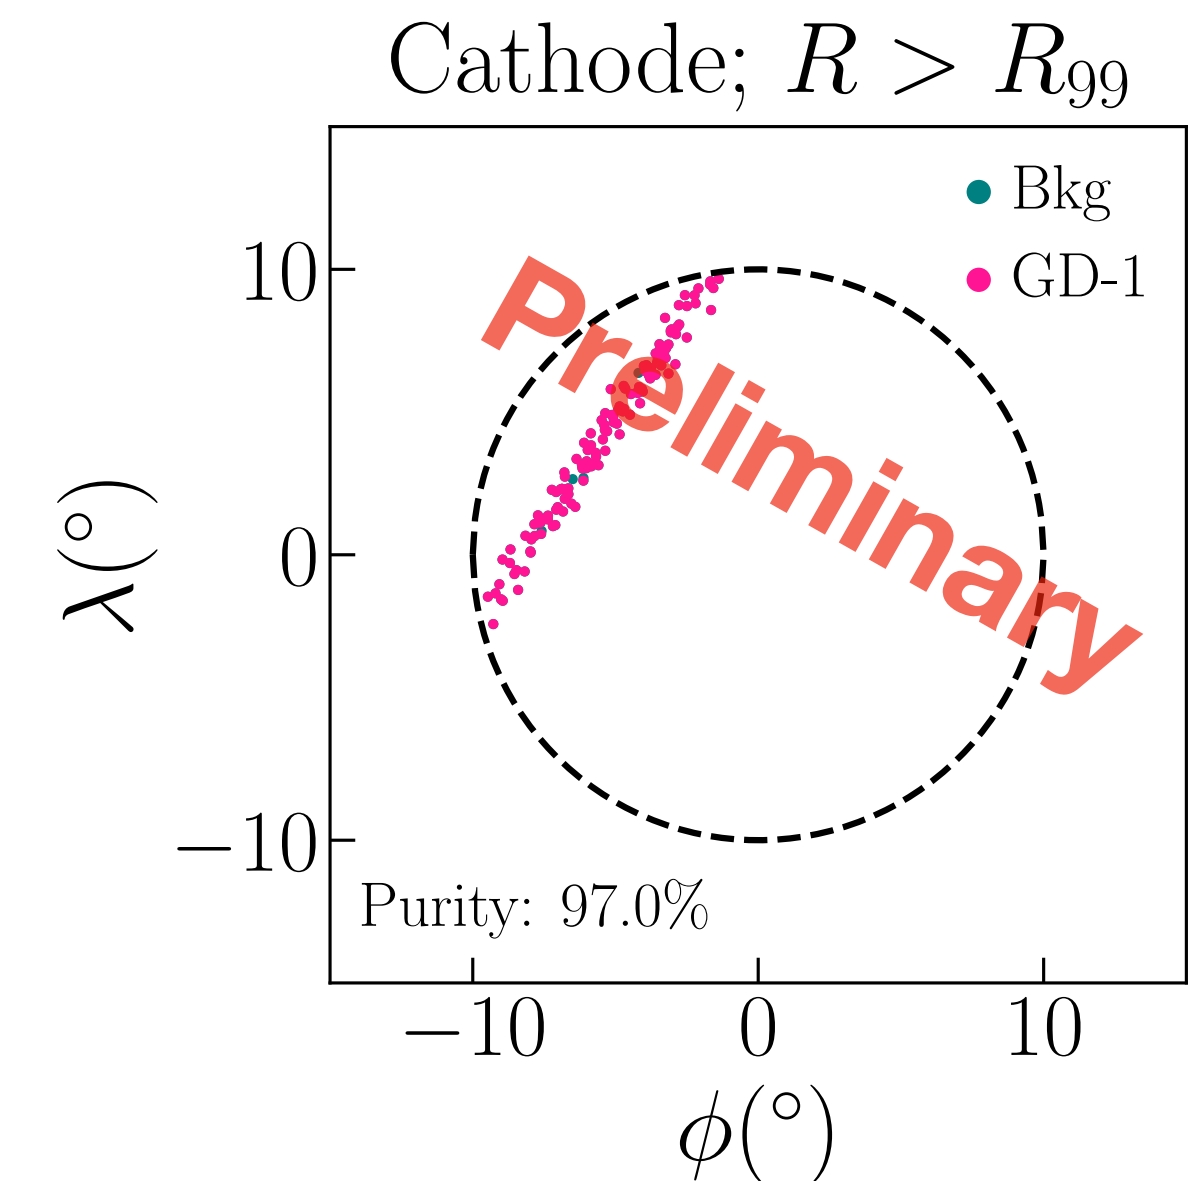 Cathode; R > R₉₉
Bkg
GD-1
Preliminary
10
0
−10
λ(°)
Purity: 97.0%
−10 0 10
ϕ(°)